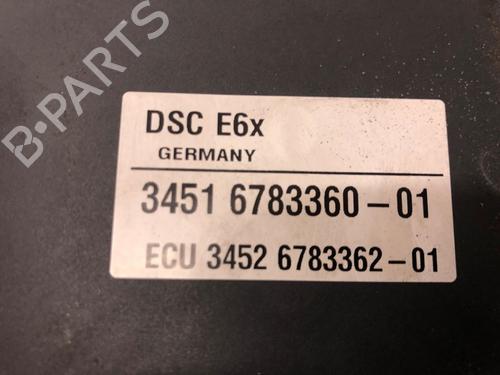 B-PARTS
DSC E6x
GERMANY
3451 6783360-01
ECU 3452 6783362-01